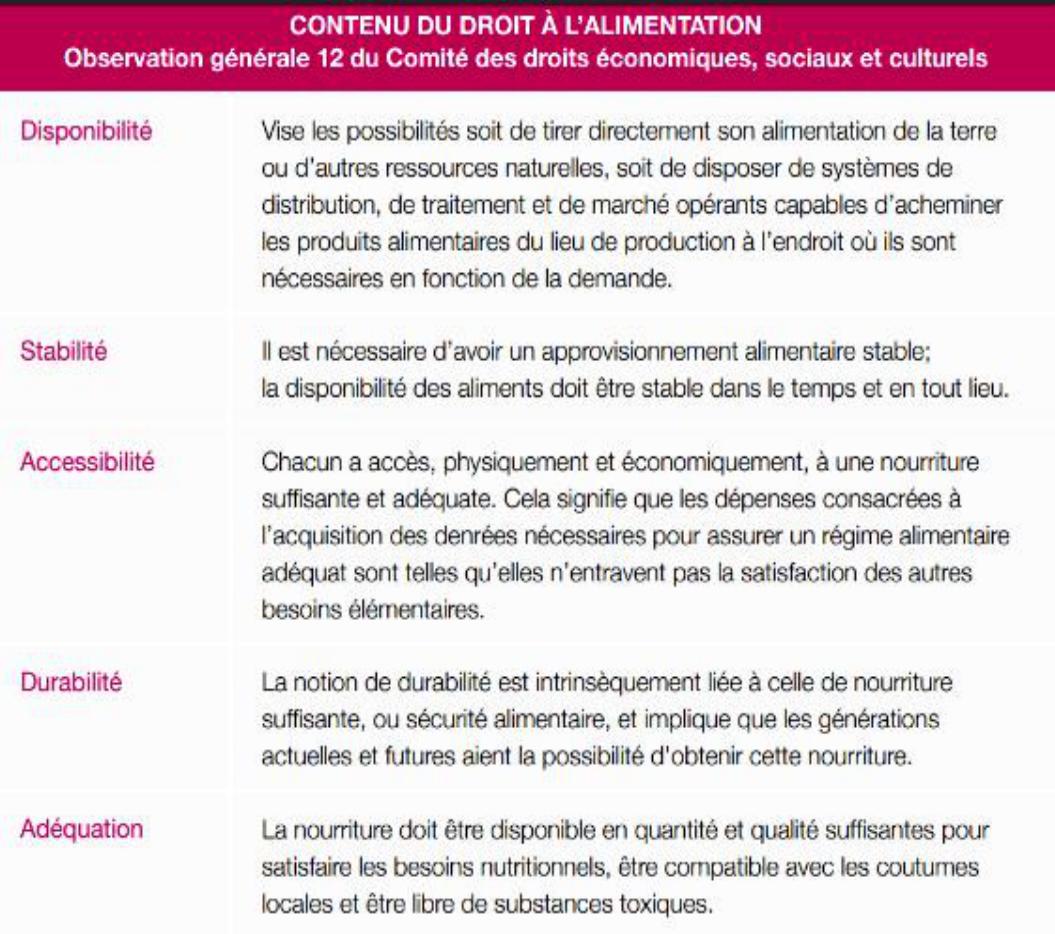 CONTENU DU DROIT À L'ALIMENTATION
Observation générale 12 du Comité des droits économiques, sociaux et culturels
Disponibilité
Vise les possibilités soit de tirer directement son alimentation de la terre
ou d'autres ressources naturelles, soit de disposer de systèmes de
distribution, de traitement et de marché opérants capables d'acheminer
les produits alimentaires du lieu de production à l'endroit où ils sont
nécessaires en fonction de la demande.
Stabilité
Il est nécessaire d'avoir un approvisionnement alimentaire stable;
la disponibilité des aliments doit être stable dans le temps et en tout lieu.
Accessibilité
Chacun a accès, physiquement et économiquement, à une nourriture
suffisante et adéquate. Cela signifie que les dépenses consacrées à
l'acquisition des denrées nécessaires pour assurer un régime alimentaire
adéquat sont telles qu'elles n'entravent pas la satisfaction des autres
besoins élémentaires.
Durabilité
La notion de durabilité est intrinsèquement liée à celle de nourriture
suffisante, ou sécurité alimentaire, et implique que les générations
actuelles et futures aient la possibilité d'obtenir cette nourriture.
Adéquation
La nourriture doit être disponible en quantité et qualité suffisantes pour
satisfaire les besoins nutritionnels, être compatible avec les coutumes
locales et être libre de substances toxiques.